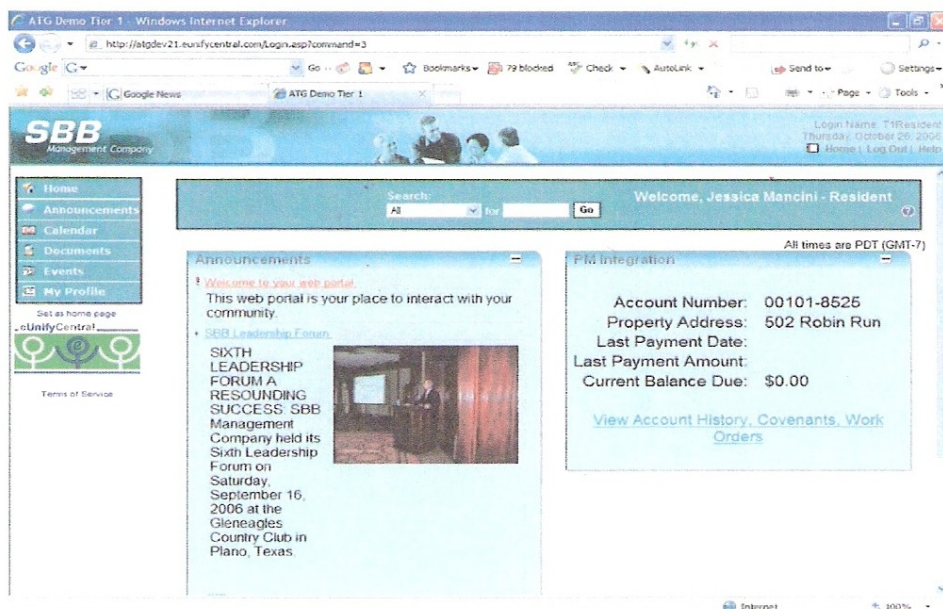 ATG Demo Tier 1 - Windows Internet Explorer
http://atgdev21.eunifycentral.com/Login.asp?command=3
Google G Go Bookmarks 79 blocked Check AutoLink Send to Settings
Google News ATG Demo Tier 1 Page Tools
SBB
Management Company
Login Name: T1Resident
Thursday, October 26, 2006
Home | Log Out | Help
Home
Announcements
Calendar
Documents
Events
My Profile
Set as home page
eUnifyCentral
Terms of Service
Search:
All for Go
Welcome, Jessica Mancini - Resident
All times are PDT (GMT-7)
Announcements
! Welcome to your web portal
This web portal is your place to interact with your
community.
SBB Leadership Forum
SIXTH
LEADERSHIP
FORUM A
RESOUNDING
SUCCESS: SBB
Management
Company held its
Sixth Leadership
Forum on
Saturday,
September 16,
2006 at the
Gleneagles
Country Club in
Plano, Texas.
PM Integration
Account Number: 00101-8525
Property Address: 502 Robin Run
Last Payment Date:
Last Payment Amount:
Current Balance Due: $0.00
View Account History, Covenants, Work
Orders
Internet 100%